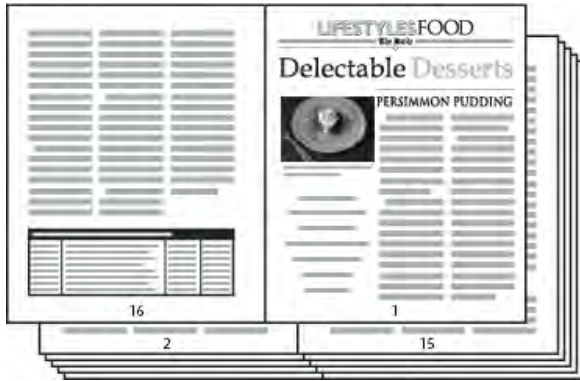 LIFESTYLESFOOD
Delectable Desserts
PERSIMMON PUDDING
16
1
2
15